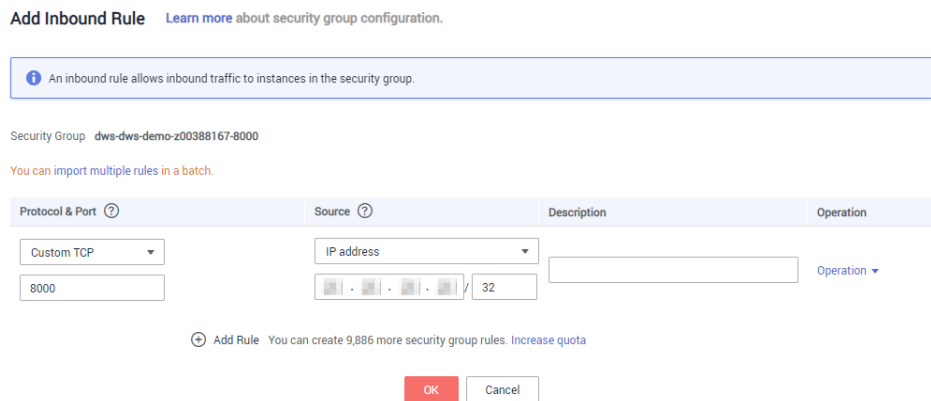 Add Inbound Rule Learn more about security group configuration.
An inbound rule allows inbound traffic to instances in the security group.
Security Group dws-dws-demo-z00388167-8000
You can import multiple rules in a batch.
Protocol & Port Source Description Operation
Custom TCP IP address
Operation
8000 . . . / 32
Add Rule You can create 9,886 more security group rules. Increase quota
OK Cancel